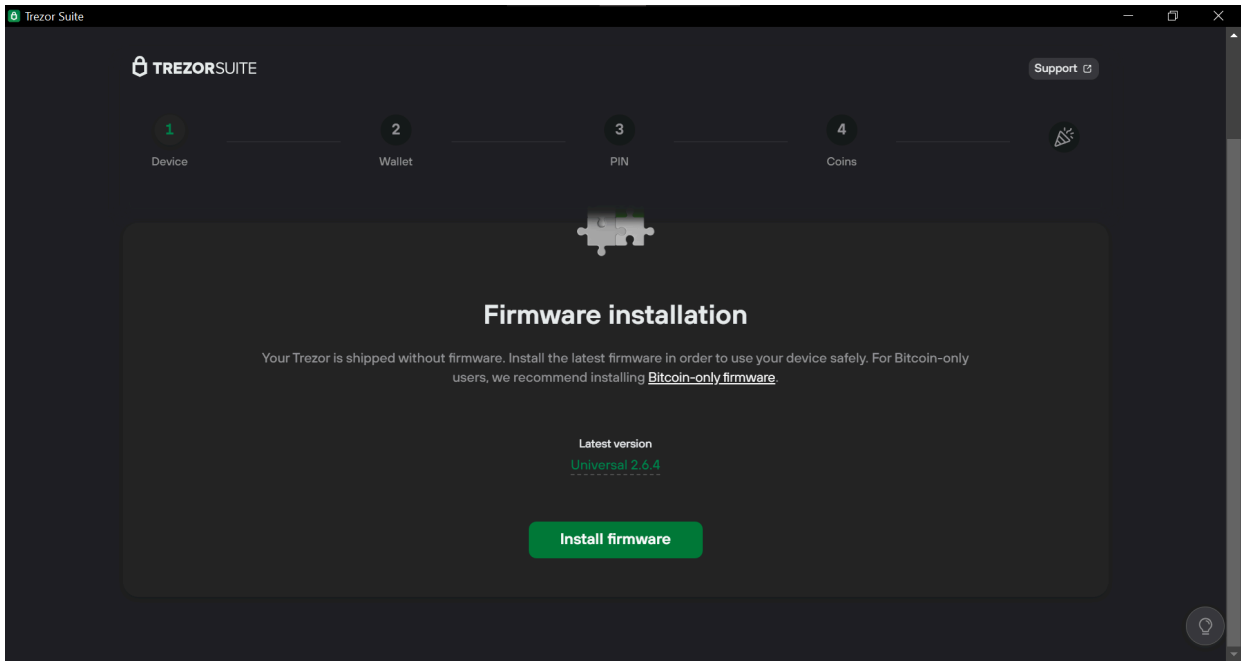 Trezor Suite
TREZORSUITE
Support
1
2
3
4
Device
Wallet
PIN
Coins
Firmware installation
Your Trezor is shipped without firmware. Install the latest firmware in order to use your device safely. For Bitcoin-only
users, we recommend installing Bitcoin-only firmware.
Latest version
Universal 2.6.4
Install firmware